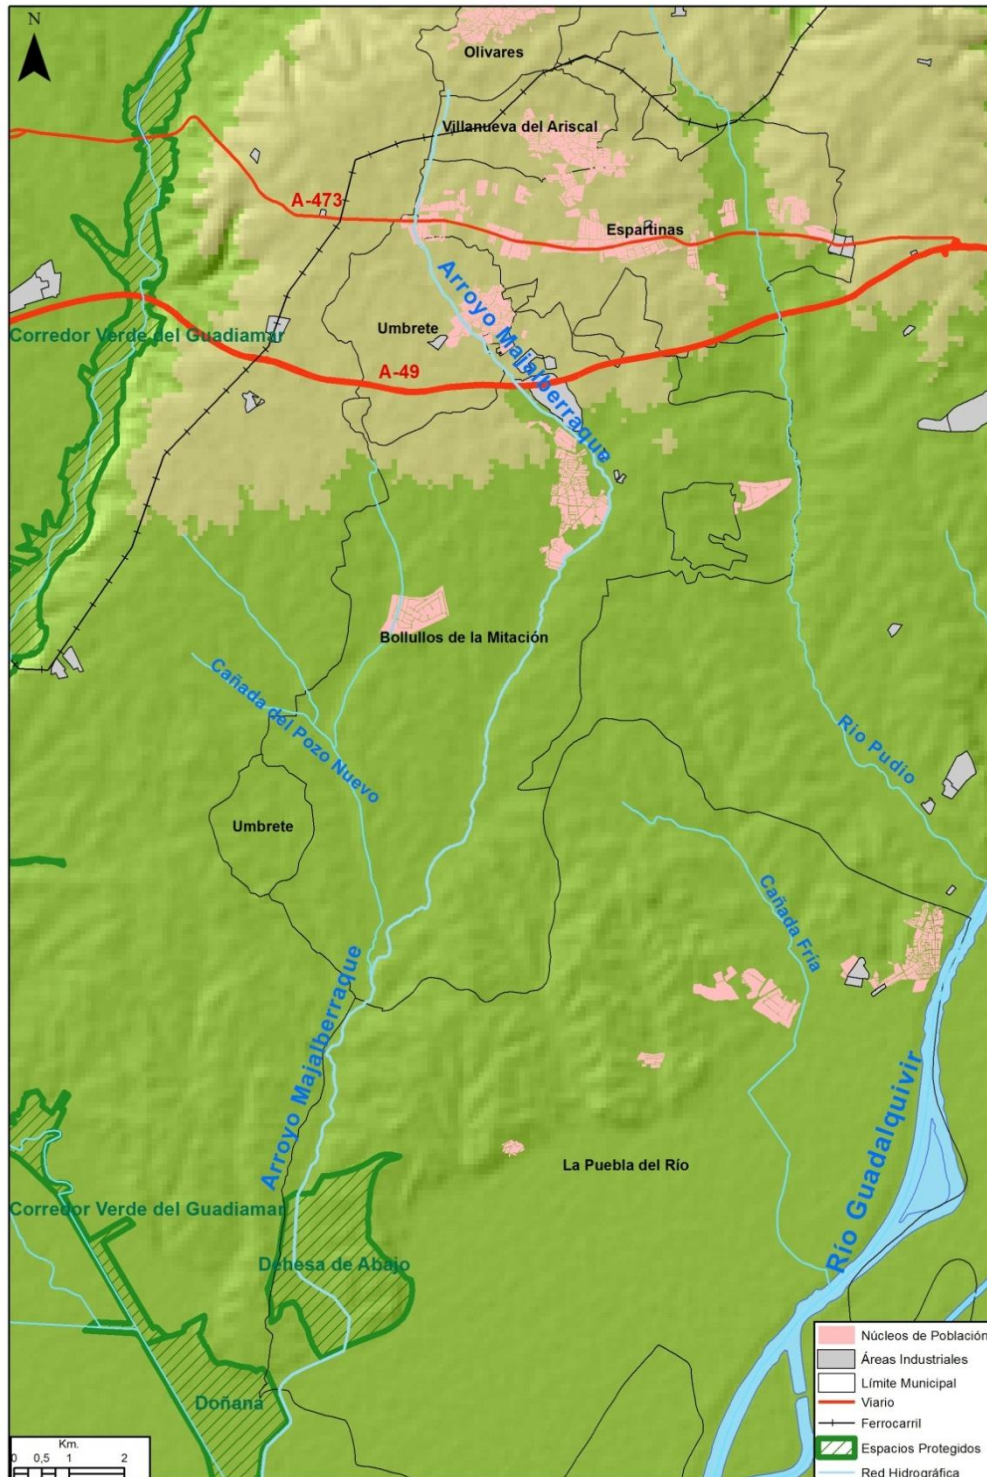 N
Olivares
Villanueva del Ariscal
A-473
Espartinas
Arroyo Majalberraque
Corredor Verde del Guadiamar
Umbrete
A-49
Bollullos de la Mitación
Cañada del Pozo Nuevo
Rio Pudio
Umbrete
Cañada Fría
Arroyo Majalberraque
La Puebla del Río
Río Guadalquivir
Corredor Verde del Guadiamar
Dehesa de Abajo
Doñana
Núcleos de Población
Áreas Industriales
Límite Municipal
Viario
Ferrocarril
Espacios Protegidos
Red Hidrográfica
Km.
0 0,5 1 2